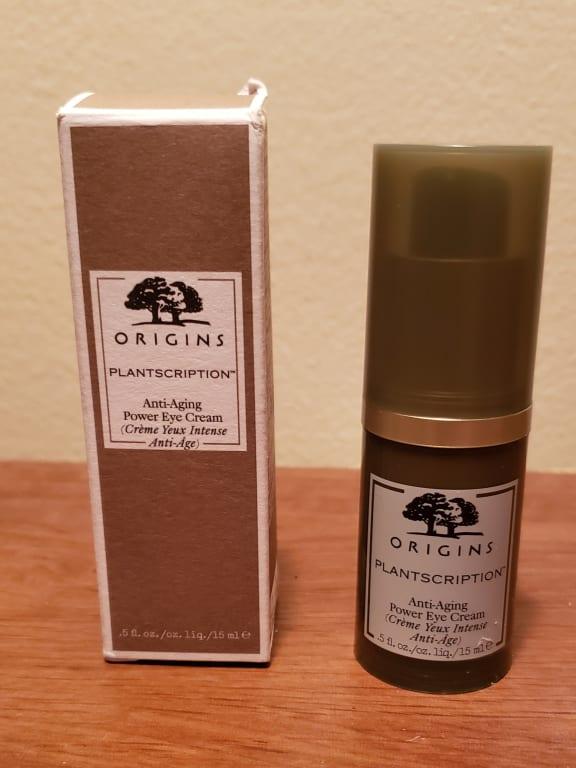 ORIGINS
PLANTSCRIPTION™
Anti-Aging
Power Eye Cream
(Crème Yeux Intense
Anti-Âge)
.5 fl. oz./oz. liq./15 ml ℮
ORIGINS
PLANTSCRIPTION™
Anti-Aging
Power Eye Cream
(Crème Yeux Intense
Anti-Âge)
.5 fl. oz./oz. liq./15 ml ℮